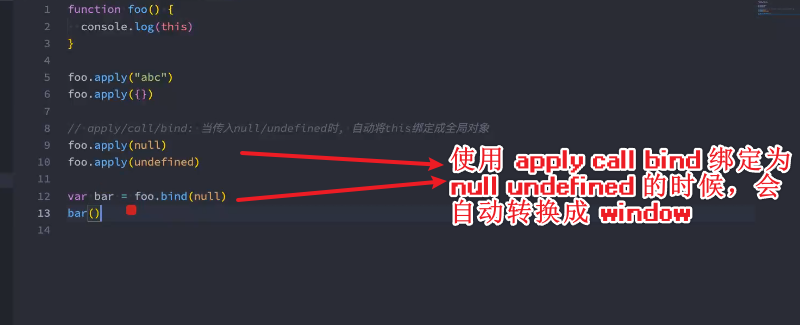 1 function foo() {
2   console.log(this)
3 }
4
5 foo.apply("abc")
6 foo.apply({})
7
8 // apply/call/bind: 当传入null/undefined时, 自动将this绑定成全局对象
9 foo.apply(null)
10 foo.apply(undefined)
11
12 var bar = foo.bind(null)
13 bar()
14
使用 apply call bind 绑定为
null undefined 的时候，会
自动转换成 window